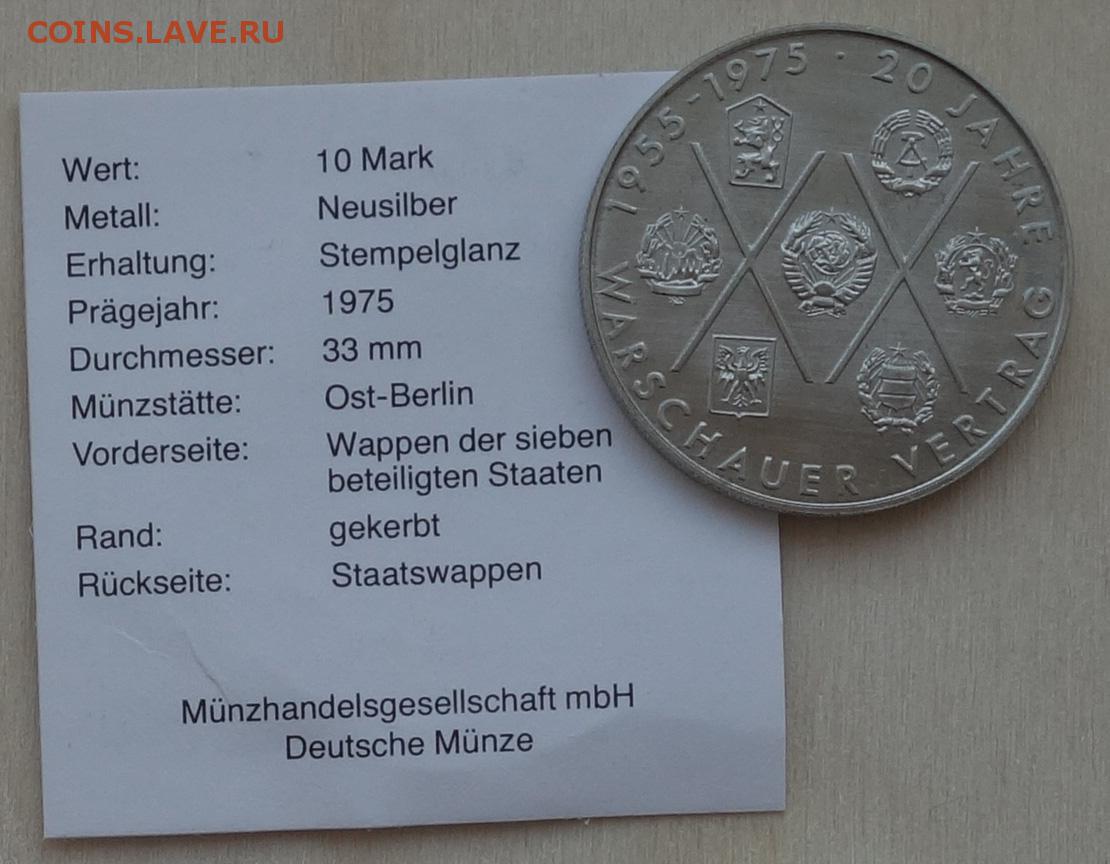 COINS.LAVE.RU
Wert: 10 Mark
Metall: Neusilber
Erhaltung: Stempelglanz
Prägejahr: 1975
Durchmesser: 33 mm
Münzstätte: Ost-Berlin
Vorderseite: Wappen der sieben
beteiligten Staaten
Rand: gekerbt
Rückseite: Staatswappen
Münzhandelsgesellschaft mbH
Deutsche Münze
1955-1975 · 20 JAHRE
WARSCHAUER VERTRAG